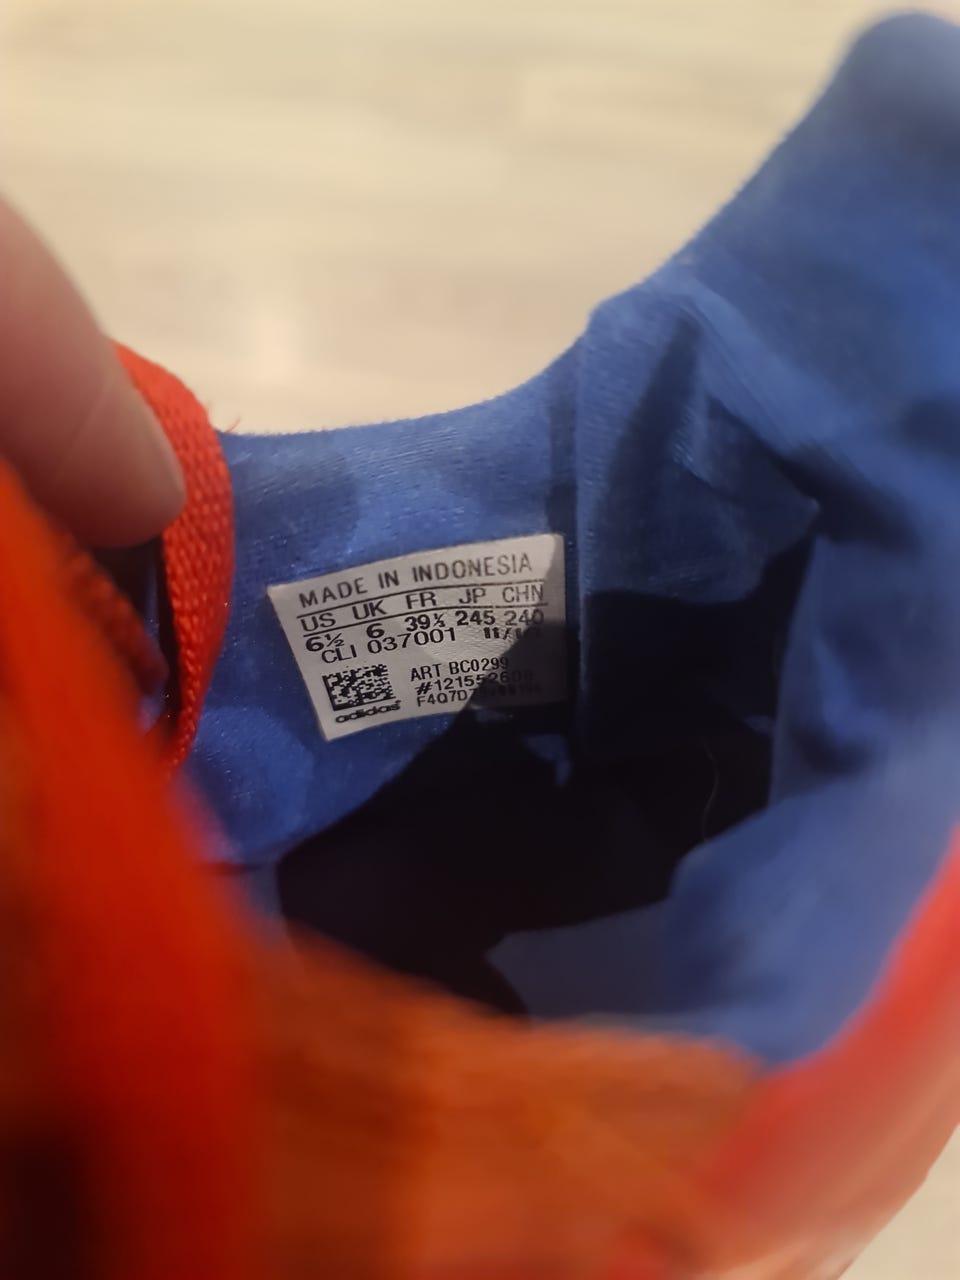 MADE IN INDONESIA
US UK FR JP CHN
6½ 6 39⅓ 245 240
CLI 037001
ART BC0299
adidas